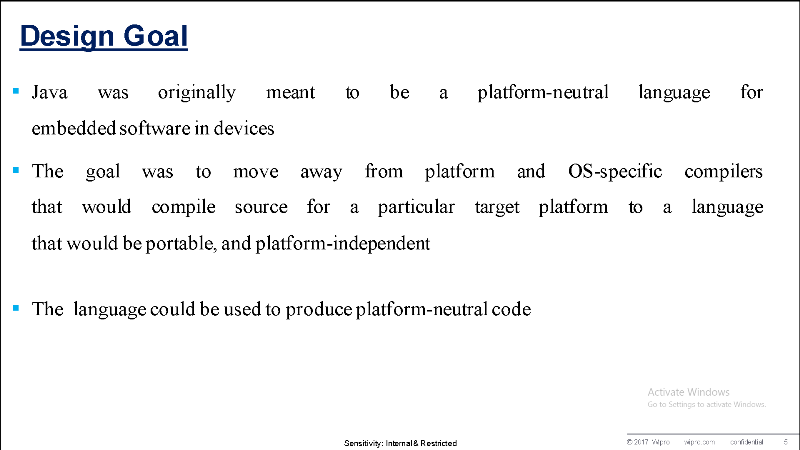 Design Goal
Java was originally meant to be a platform-neutral language for
embedded software in devices
The goal was to move away from platform and OS-specific compilers
that would compile source for a particular target platform to a language
that would be portable, and platform-independent
The language could be used to produce platform-neutral code
Activate Windows
Go to Settings to activate Windows.
Sensitivity: Internal & Restricted
© 2017 Wipro wipro.com confidential 5